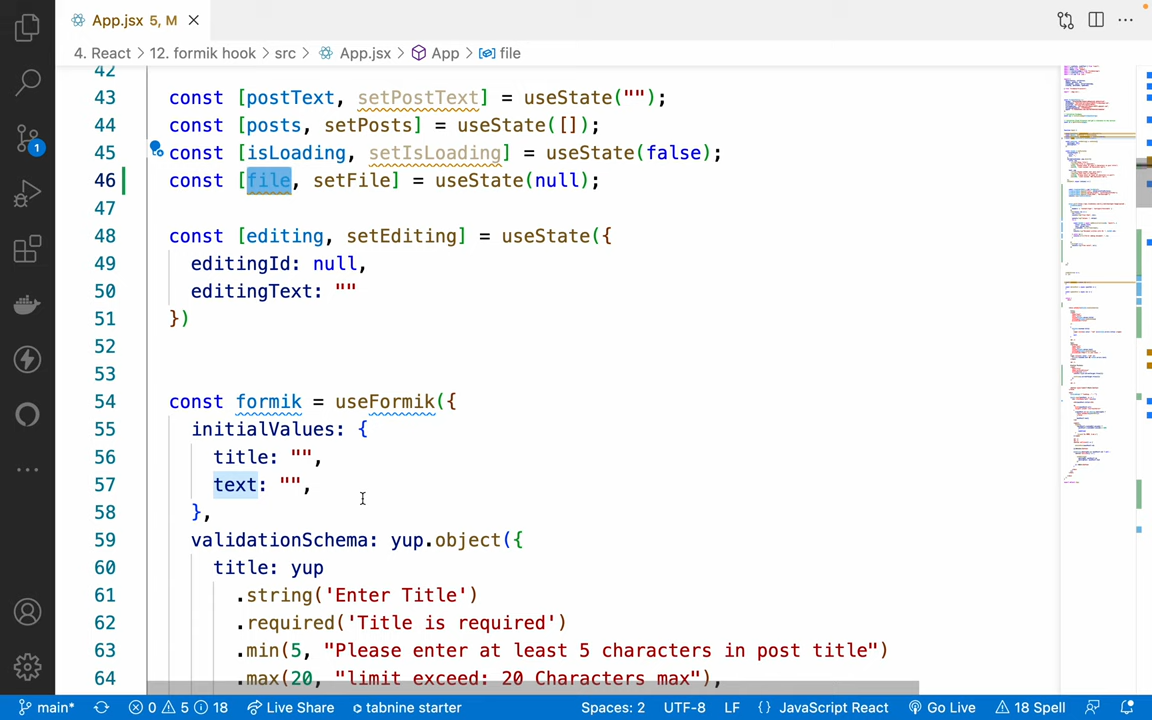 App.jsx 5, M
4. React > 12. formik hook > src > App.jsx > App > file
42
43 const [postText, setPostText] = useState("");
44 const [posts, setPosts] = useState([]);
45 const [isLoading, setIsLoading] = useState(false);
46 const [file, setFile] = useState(null);
47
48 const [editing, setEditing] = useState({
49 editingId: null,
50 editingText: ""
51 })
52
53
54 const formik = useFormik({
55 initialValues: {
56 title: "",
57 text: "",
58 },
59 validationSchema: yup.object({
60 title: yup
61 .string('Enter Title')
62 .required('Title is required')
63 .min(5, "Please enter at least 5 characters in post title")
64 .max(20, "limit exceed: 20 Characters max"),
1
main* 0 5 18 Live Share tabnine starter Spaces: 2 UTF-8 LF {} JavaScript React Go Live 18 Spell